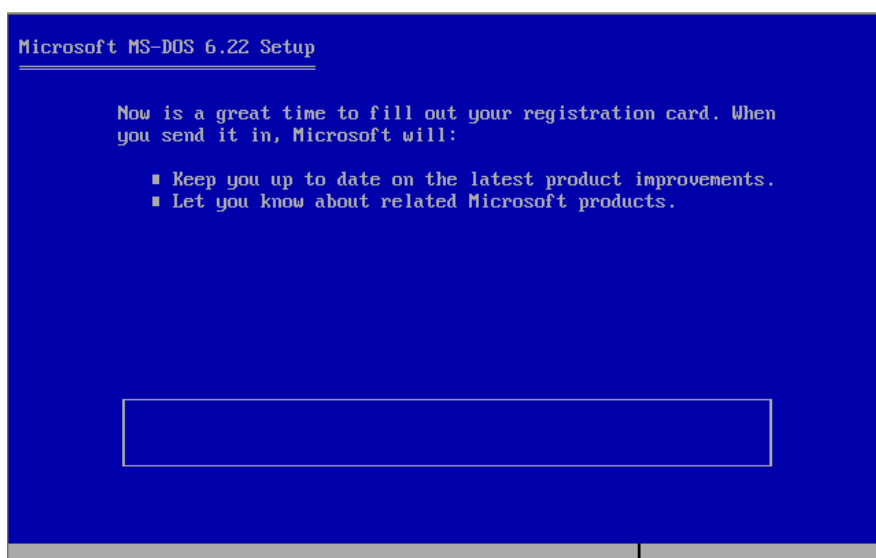 Microsoft MS-DOS 6.22 Setup
Now is a great time to fill out your registration card. When
you send it in, Microsoft will:
Keep you up to date on the latest product improvements.
Let you know about related Microsoft products.